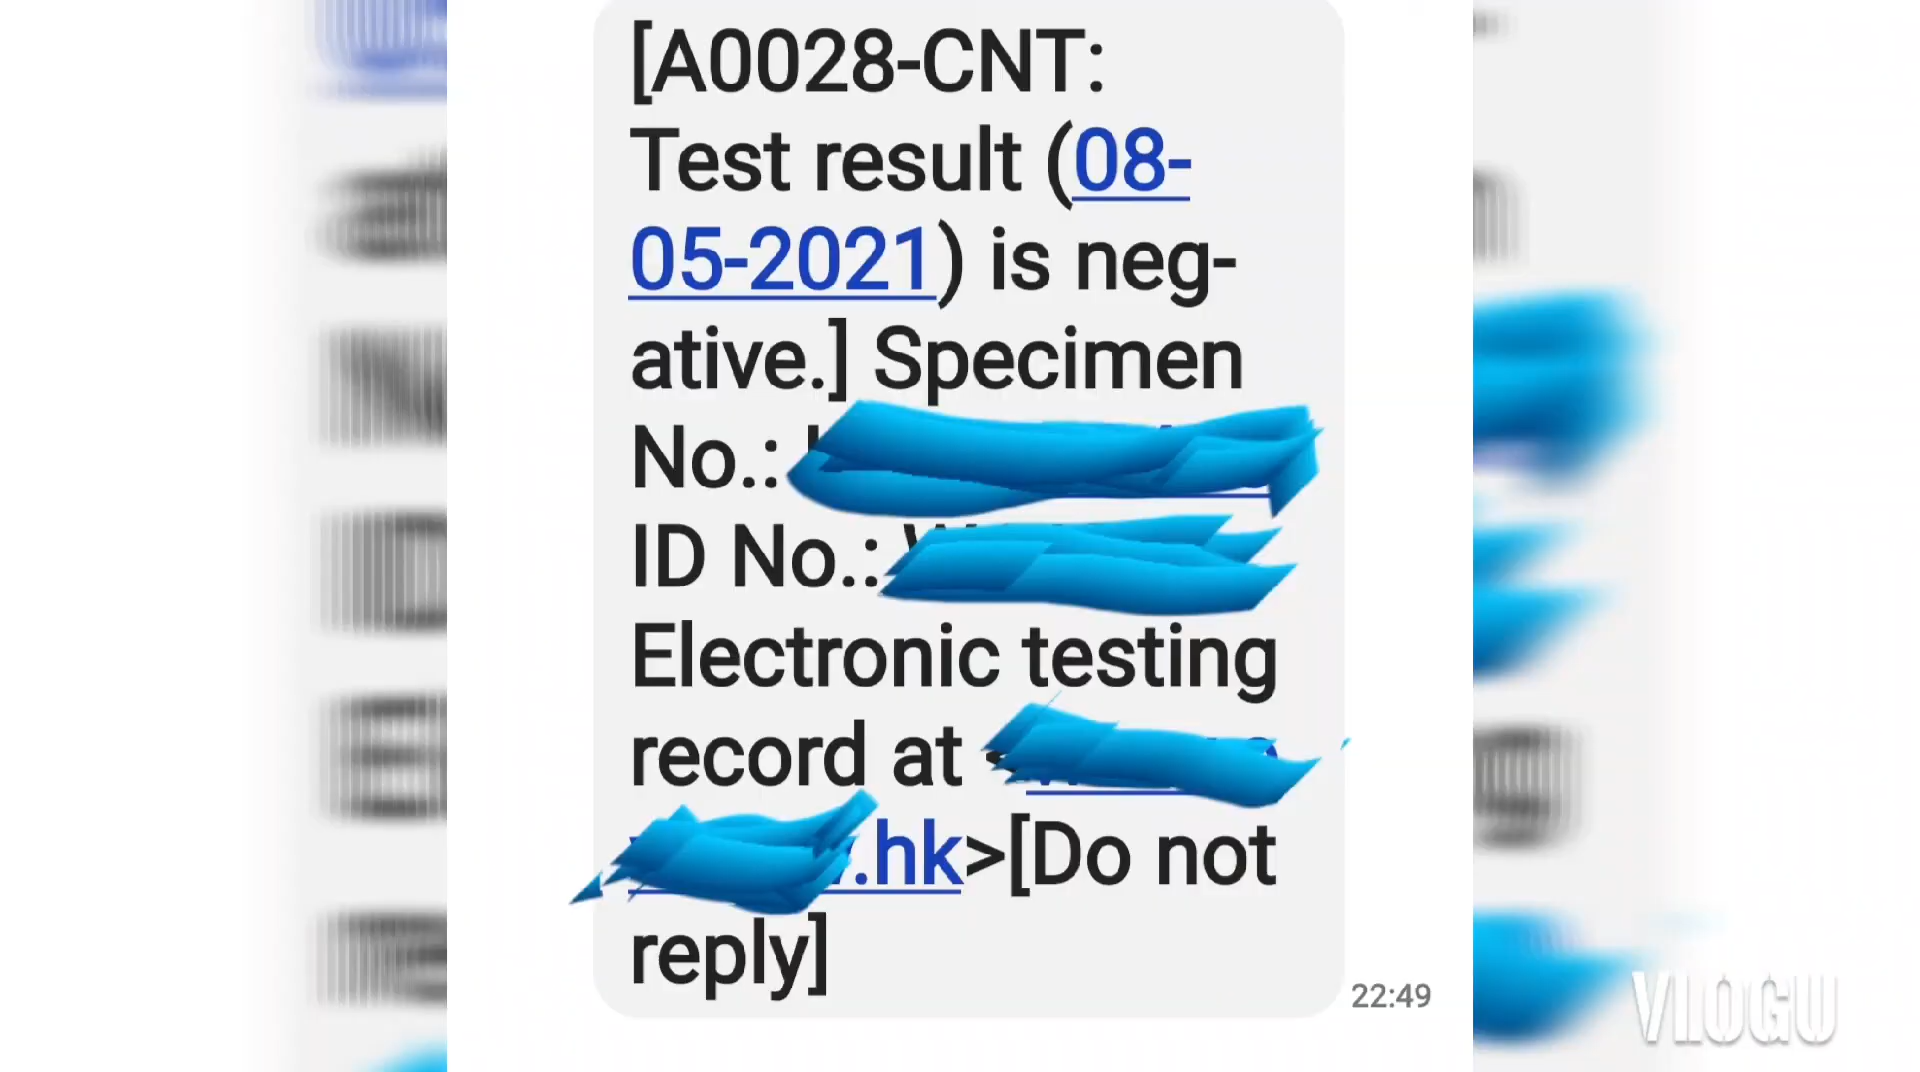 [A0028-CNT:
Test result (08-
05-2021) is neg-
ative.] Specimen
No.:
ID No.:
Electronic testing
record at
.hk>[Do not
reply]
22:49
VLOGU